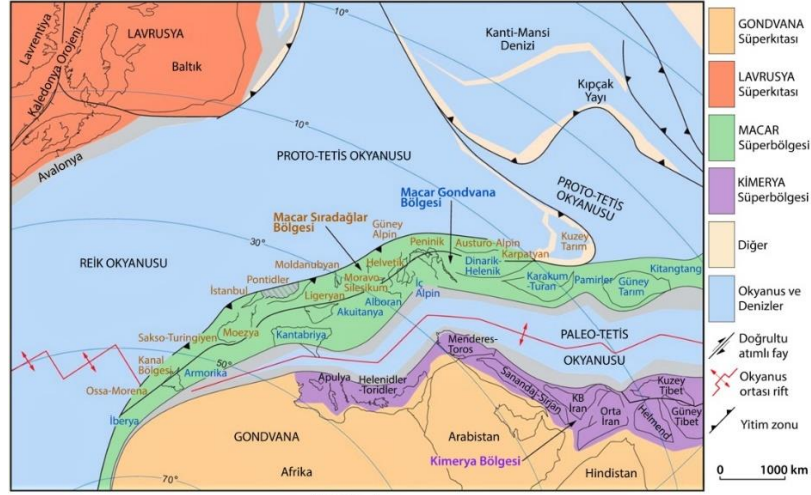 10°
LAVRUSYA
Baltık
Lavrentiya
Kaledonya Orojeni
Avalonya
10°
Kanti-Mansi
Denizi
Kıpçak
Yayı
PROTO-TETİS OKYANUSU
PROTO-TETİS
OKYANUSU
Macar Gondvana
Bölgesi
Macar Sıradağlar
Bölgesi
Güney
Alpin
Peninik
Austuro-Alpin
Karpatyan
Kuzey
Tarım
REİK OKYANUSU
30°
Moldanubyan
Helvetik
Dinarik-
Helenik
Kitangtang
Pontidler
Moravo
Silesikum
İç
Alpin
Karakum/
-Turan
Pamirler
Güney
Tarım
İstanbul
Ligeryan
Alboran
Akuitanya
Sakso-Turingiyen
Moezya
Kantabriya
PALEO-TETİS
OKYANUSU
Kanal
Bölgesi
50°
Armorika
Menderes-
Toros
Ossa-Morena
Apulya
Helenidler
Toridler
Sanandaj-Sirjan
KB
İran
Kuzey
Tibet
İberya
Orta
İran
Helmend
Güney
Tibet
GONDVANA
Arabistan
Kimerya Bölgesi
70°
Afrika
Hindistan
GONDVANA
Süperkıtası
LAVRUSYA
Süperkıtası
MACAR
Süperbölgesi
KİMERYA
Süperbölgesi
Diğer
Okyanus ve
Denizler
Doğrultu
atımlı fay
Okyanus
ortası rift
Yitim zonu
0 1000 km